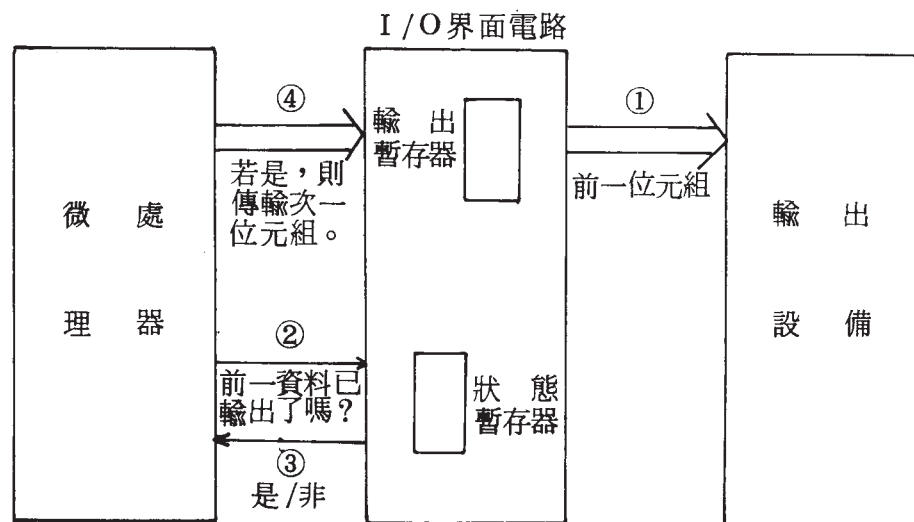 I/O界面電路
④
①
輸出
暫存器
若是，則
傳輸次一
位元組。
前一位元組
微處
理器
輸出
設備
②
前一資料已
輸出了嗎？
狀態
暫存器
③
是/非